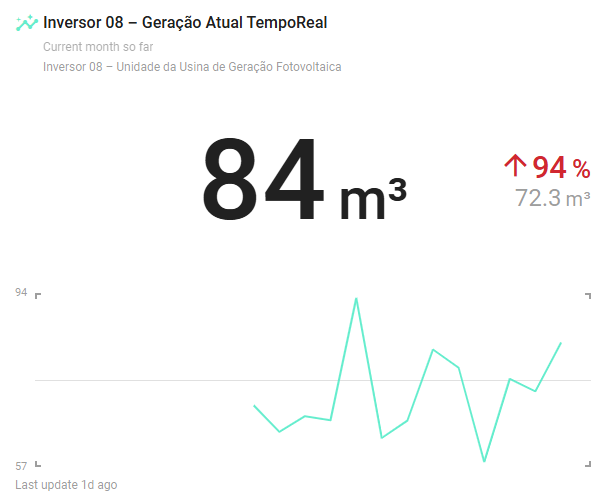 Inversor 08 – Geração Atual TempoReal
Current month so far
Inversor 08 – Unidade da Usina de Geração Fotovoltaica
84 m³
↑ 94 %
72.3 m³
94
57
Last update 1d ago